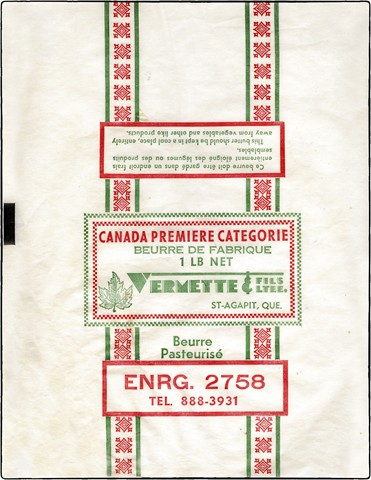 Ce beurre doit être gardé dans un endroit frais
entièrement éloigné des légumes ou des produits
semblables.
This butter should be kept in cool place, entirely
away from vegetables and other like products.
CANADA PREMIERE CATEGORIE
BEURRE DE FABRIQUE
1 LB NET
VERMETTE & FILS LTEE.
ST-AGAPIT, QUE.
Beurre
Pasteurisé
ENRG. 2758
TEL. 888-3931